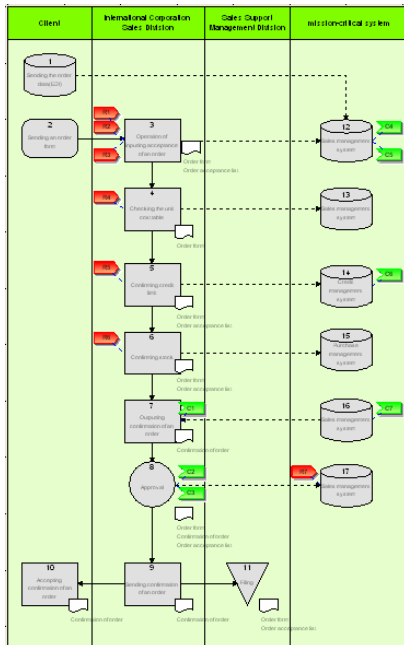 Client
International Corporation
Sales Division
Sales Support
Management Division
mission-critical system
1
Sending the order
data(EDI)
2
Sending an order
form
R1
R2
R3
3
Operation of
inputing acceptance of
an order
Order form
Order acceptance list
12
Sales management
system
C4
C5
R4
4
Checking the unit
Order form
13
Sales management
system
R5
5
Confirming credit
limit
Order form
Order acceptance list
14
Credit
management
system
C6
R6
6
Confirming stock
Order form
Order acceptance list
15
Purchase
management
system
7
Outputing
confirmation of an
order
C1
Confirmation of order
16
Sales management
system
C7
8
Approval
C2
C3
Order form
Confirmation of order
Order acceptance list
R7
17
Sales management
system
10
Accepting
confirmation of an
order
Confirmation of order
9
Sending confirmation
of an order
Confirmation of order
11
Filing
Order form
Order acceptance list